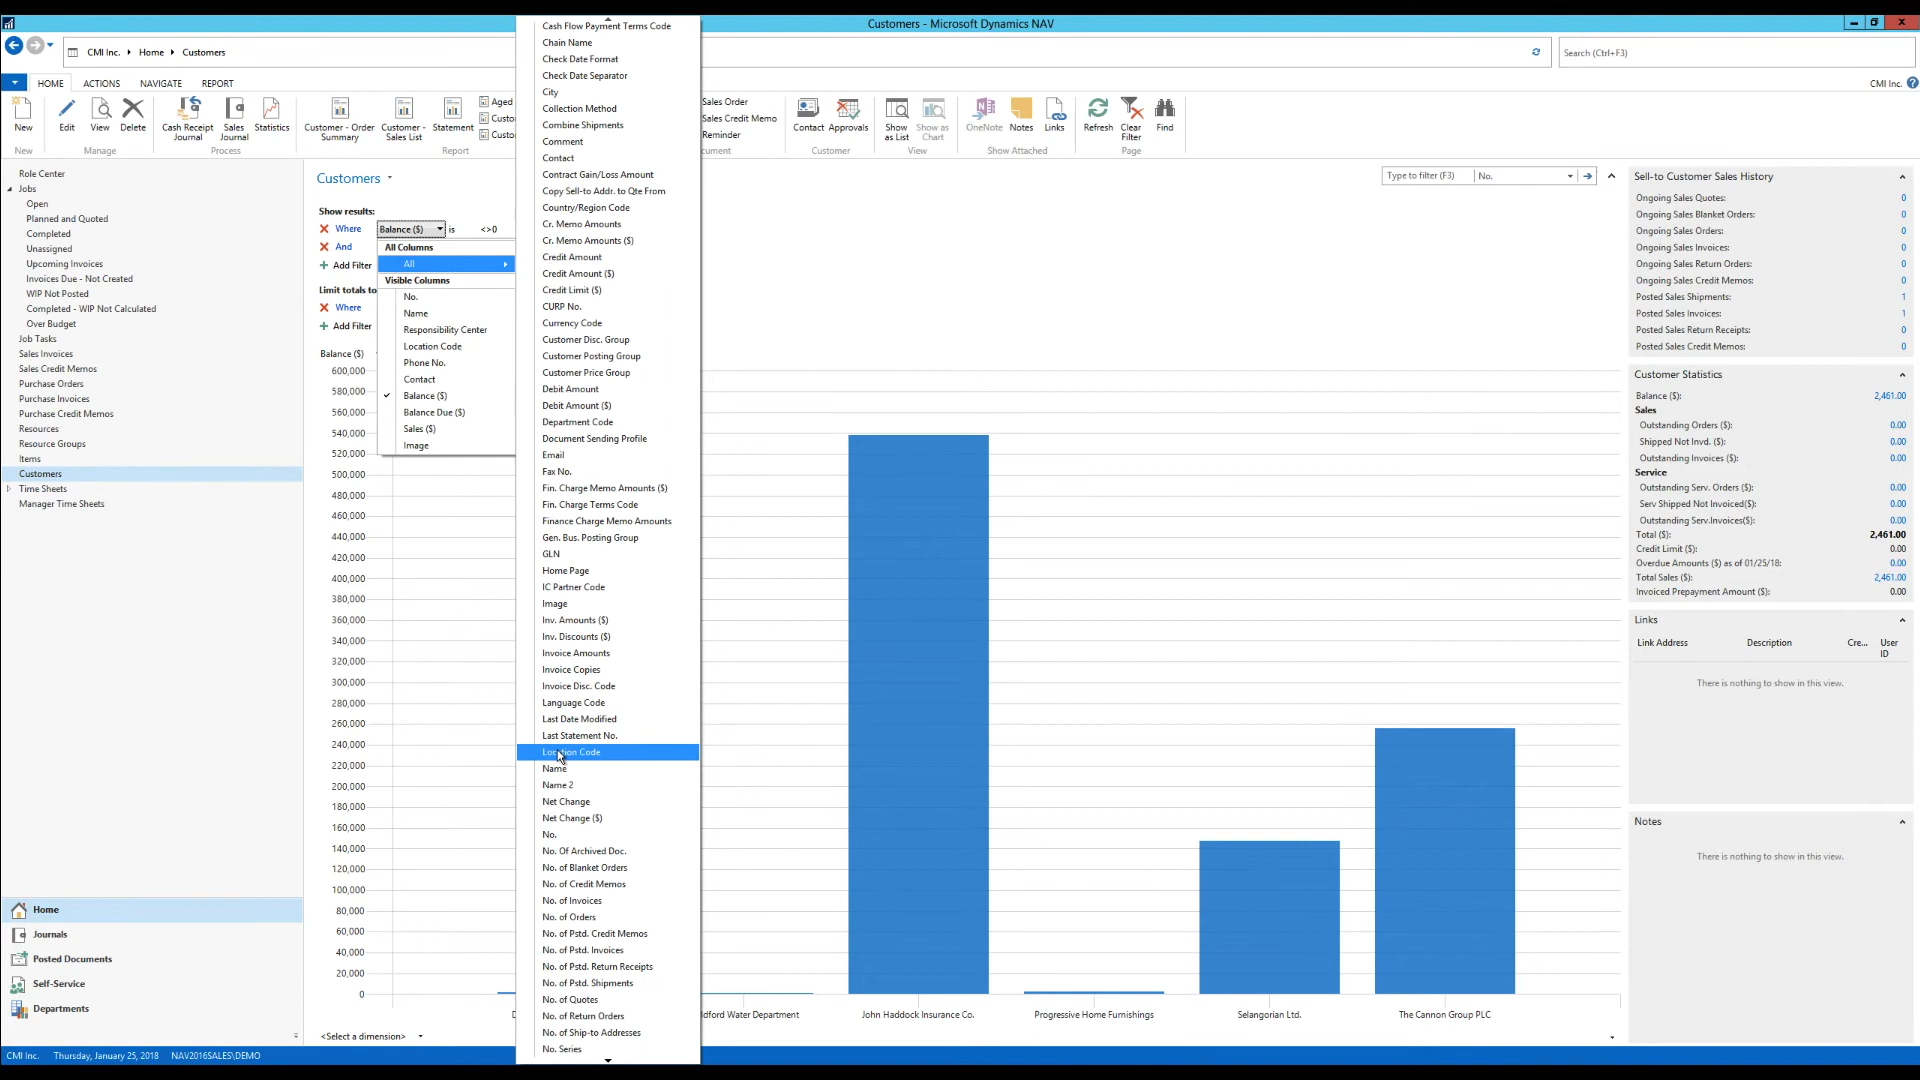 Customers - Microsoft Dynamics NAV
CMI Inc. Home Customers
Search (Ctrl+F3)
HOME ACTIONS NAVIGATE REPORT
CMI Inc.
New
Edit View Delete
Cash Receipt Journal
Sales Journal
Statistics
Customer - Order Summary
Customer - Sales List
Statement
Aged
Custo
Custo
Sales Order
Sales Credit Memo
Reminder
Contact Approvals
Show as List
Show as Chart
OneNote Notes Links
Refresh
Clear Filter
Find
New Manage Process Report ument Customer View Show Attached Page
Role Center
Jobs
Open
Planned and Quoted
Completed
Unassigned
Upcoming Invoices
Invoices Due - Not Created
WIP Not Posted
Completed - WIP Not Calculated
Over Budget
Job Tasks
Sales Invoices
Sales Credit Memos
Purchase Orders
Purchase Invoices
Purchase Credit Memos
Resources
Resource Groups
Items
Customers
Time Sheets
Manager Time Sheets
Home
Journals
Posted Documents
Self-Service
Departments
Customers
Type to filter (F3) No.
Show results:
Where Balance ($) is <>0
And
Add Filter
Limit totals to
Where
Add Filter
All Columns
All
Visible Columns
No.
Name
Responsibility Center
Location Code
Phone No.
Contact
Balance ($)
Balance Due ($)
Sales ($)
Image
Cash Flow Payment Terms Code
Chain Name
Check Date Format
Check Date Separator
City
Collection Method
Combine Shipments
Comment
Contact
Contract Gain/Loss Amount
Copy Sell-to Addr. to Qte From
Country/Region Code
Cr. Memo Amounts
Cr. Memo Amounts ($)
Credit Amount
Credit Amount ($)
Credit Limit ($)
CURP No.
Currency Code
Customer Disc. Group
Customer Posting Group
Customer Price Group
Debit Amount
Debit Amount ($)
Department Code
Document Sending Profile
Email
Fax No.
Fin. Charge Memo Amounts ($)
Fin. Charge Terms Code
Finance Charge Memo Amounts
Gen. Bus. Posting Group
GLN
Home Page
IC Partner Code
Image
Inv. Amounts ($)
Inv. Discounts ($)
Invoice Amounts
Invoice Copies
Invoice Disc. Code
Language Code
Last Date Modified
Last Statement No.
Location Code
Name
Name 2
Net Change
Net Change ($)
No.
No. Of Archived Doc.
No. of Blanket Orders
No. of Credit Memos
No. of Invoices
No. of Orders
No. of Pstd. Credit Memos
No. of Pstd. Invoices
No. of Pstd. Return Receipts
No. of Pstd. Shipments
No. of Quotes
No. of Return Orders
No. of Ship-to Addresses
No. Series
Balance ($)
600,000
580,000
560,000
540,000
520,000
500,000
480,000
460,000
440,000
420,000
400,000
380,000
360,000
340,000
320,000
300,000
280,000
260,000
240,000
220,000
200,000
180,000
160,000
140,000
120,000
100,000
80,000
60,000
40,000
20,000
0
ldford Water Department John Haddock Insurance Co. Progressive Home Furnishings Selangorian Ltd. The Cannon Group PLC
<Select a dimension>
Sell-to Customer Sales History
Ongoing Sales Quotes: 0
Ongoing Sales Blanket Orders: 0
Ongoing Sales Orders: 0
Ongoing Sales Invoices: 0
Ongoing Sales Return Orders: 0
Ongoing Sales Credit Memos: 0
Posted Sales Shipments: 1
Posted Sales Invoices: 1
Posted Sales Return Receipts: 0
Posted Sales Credit Memos: 0
Customer Statistics
Balance ($): 2,461.00
Sales
Outstanding Orders ($): 0.00
Shipped Not Invd. ($): 0.00
Outstanding Invoices ($): 0.00
Service
Outstanding Serv. Orders ($): 0.00
Serv Shipped Not Invoiced($): 0.00
Outstanding Serv.Invoices($): 0.00
Total ($): 2,461.00
Credit Limit ($): 0.00
Overdue Amounts ($) as of 01/25/18: 0.00
Total Sales ($): 2,461.00
Invoiced Prepayment Amount ($): 0.00
Links
Link Address Description Cre... User ID
There is nothing to show in this view.
Notes
There is nothing to show in this view.
CMI Inc. Thursday, January 25, 2018 NAV2016SALES\DEMO